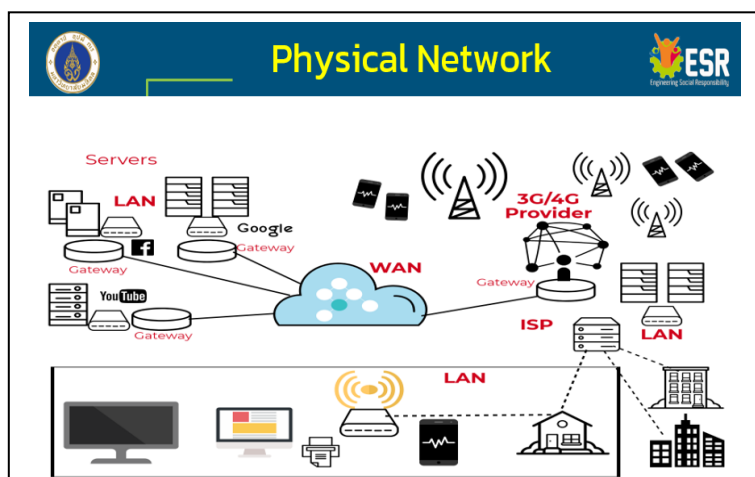 Physical Network
ESR
Engineering Social Responsibility
Servers
LAN
Google
Gateway
Gateway
f
YouTube
Gateway
WAN
3G/4G
Provider
Gateway
ISP
LAN
LAN